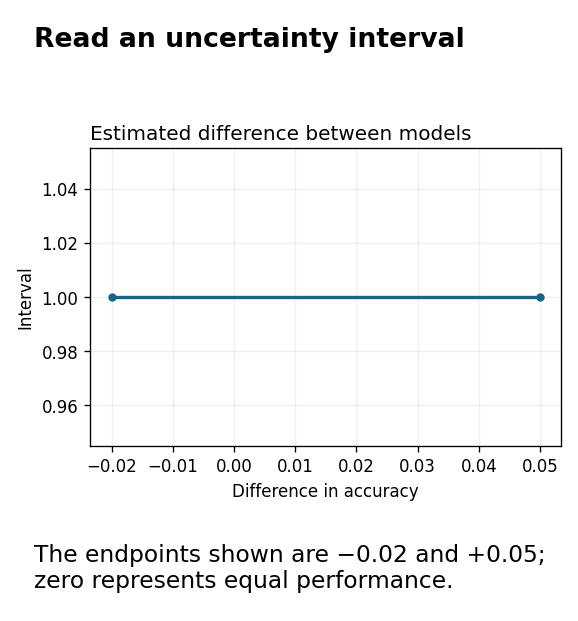 Read an uncertainty interval
Estimated difference between models
1.04
1.02
1.00
0.98
0.96
Interval
−0.02 −0.01 0.00 0.01 0.02 0.03 0.04 0.05
Difference in accuracy
The endpoints shown are −0.02 and +0.05;
zero represents equal performance.